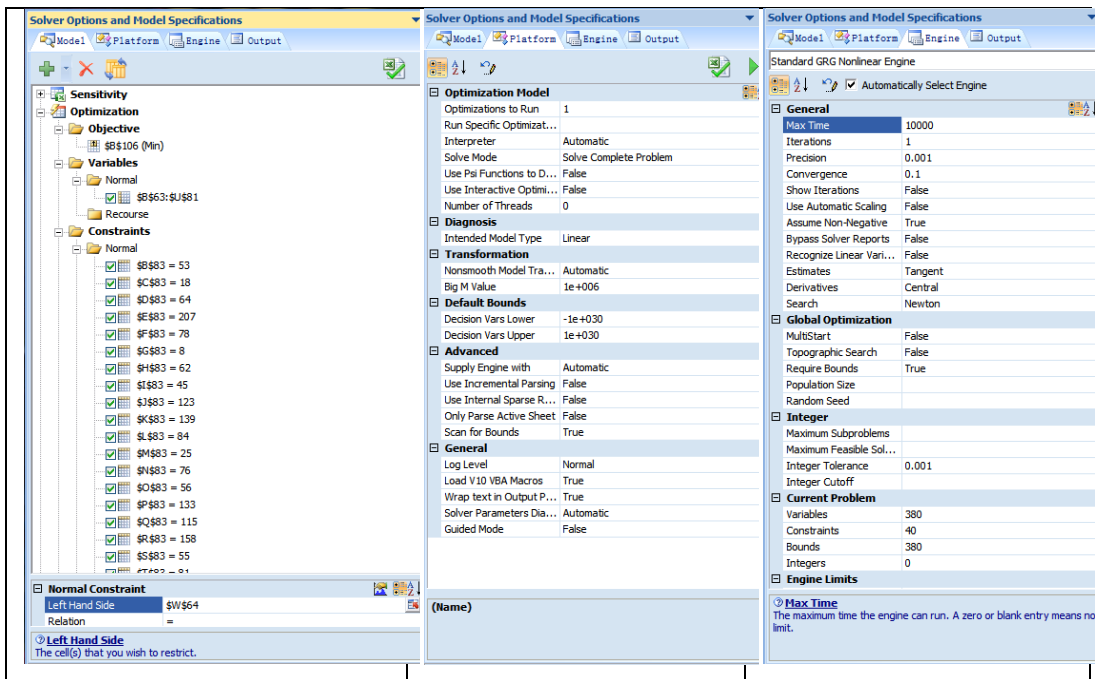 Solver Options and Model Specifications
Model Platform Engine Output
Sensitivity
Optimization
Objective
$B$106 (Min)
Variables
Normal
$B$63:$U$81
Recourse
Constraints
Normal
$B$83 = 53
$C$83 = 18
$D$83 = 64
$E$83 = 207
$F$83 = 78
$G$83 = 8
$H$83 = 62
$I$83 = 45
$J$83 = 123
$K$83 = 139
$L$83 = 84
$M$83 = 25
$N$83 = 76
$O$83 = 56
$P$83 = 133
$Q$83 = 115
$R$83 = 158
$S$83 = 55
Normal Constraint
Left Hand Side $W$64
Relation =
Left Hand Side
The cell(s) that you wish to restrict.
Solver Options and Model Specifications
Model Platform Engine Output
Optimization Model
Optimizations to Run 1
Run Specific Optimizat...
Interpreter Automatic
Solve Mode Solve Complete Problem
Use Psi Functions to D... False
Use Interactive Optimi... False
Number of Threads 0
Diagnosis
Intended Model Type Linear
Transformation
Nonsmooth Model Tra... Automatic
Big M Value 1e+006
Default Bounds
Decision Vars Lower -1e+030
Decision Vars Upper 1e+030
Advanced
Supply Engine with Automatic
Use Incremental Parsing False
Use Internal Sparse R... False
Only Parse Active Sheet False
Scan for Bounds True
General
Log Level Normal
Load V10 VBA Macros True
Wrap text in Output P... True
Solver Parameters Dia... Automatic
Guided Mode False
(Name)
Solver Options and Model Specifications
Model Platform Engine Output
Standard GRG Nonlinear Engine
Automatically Select Engine
General
Max Time 10000
Iterations 1
Precision 0.001
Convergence 0.1
Show Iterations False
Use Automatic Scaling False
Assume Non-Negative True
Bypass Solver Reports False
Recognize Linear Vari... False
Estimates Tangent
Derivatives Central
Search Newton
Global Optimization
MultiStart False
Topographic Search False
Require Bounds True
Population Size
Random Seed
Integer
Maximum Subproblems
Maximum Feasible Sol...
Integer Tolerance 0.001
Integer Cutoff
Current Problem
Variables 380
Constraints 40
Bounds 380
Integers 0
Engine Limits
Max Time
The maximum time the engine can run. A zero or blank entry means no
limit.